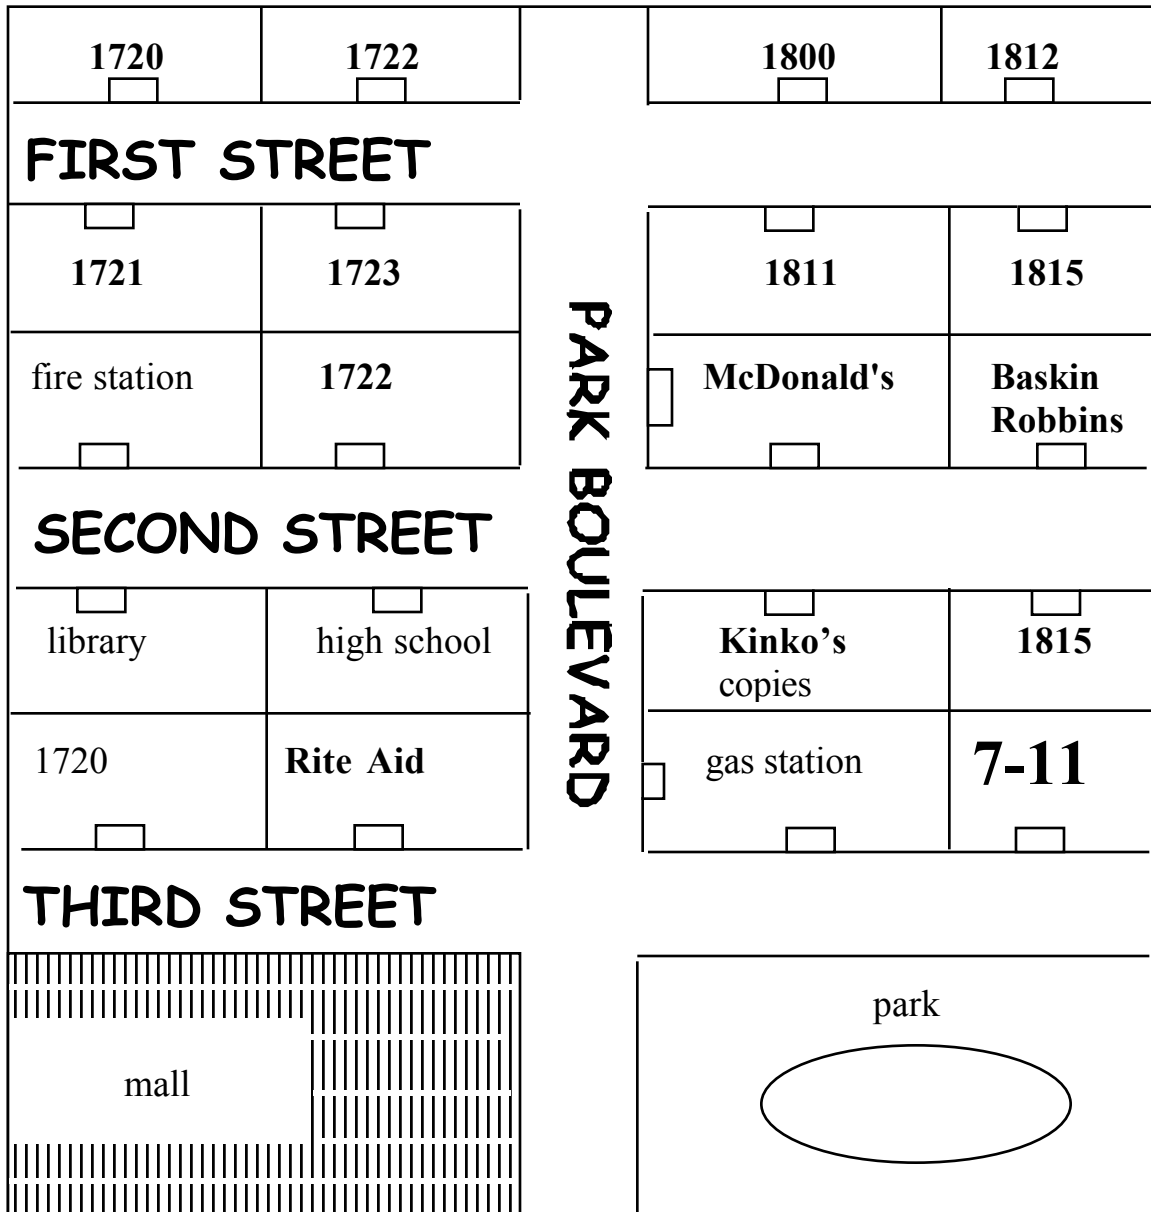 1720
1722
1800
1812
FIRST STREET
1721
1723
1811
1815
fire station
1722
McDonald's
Baskin
Robbins
PARK BOULEVARD
SECOND STREET
library
high school
Kinko’s
copies
1815
1720
Rite Aid
gas station
7-11
THIRD STREET
mall
park